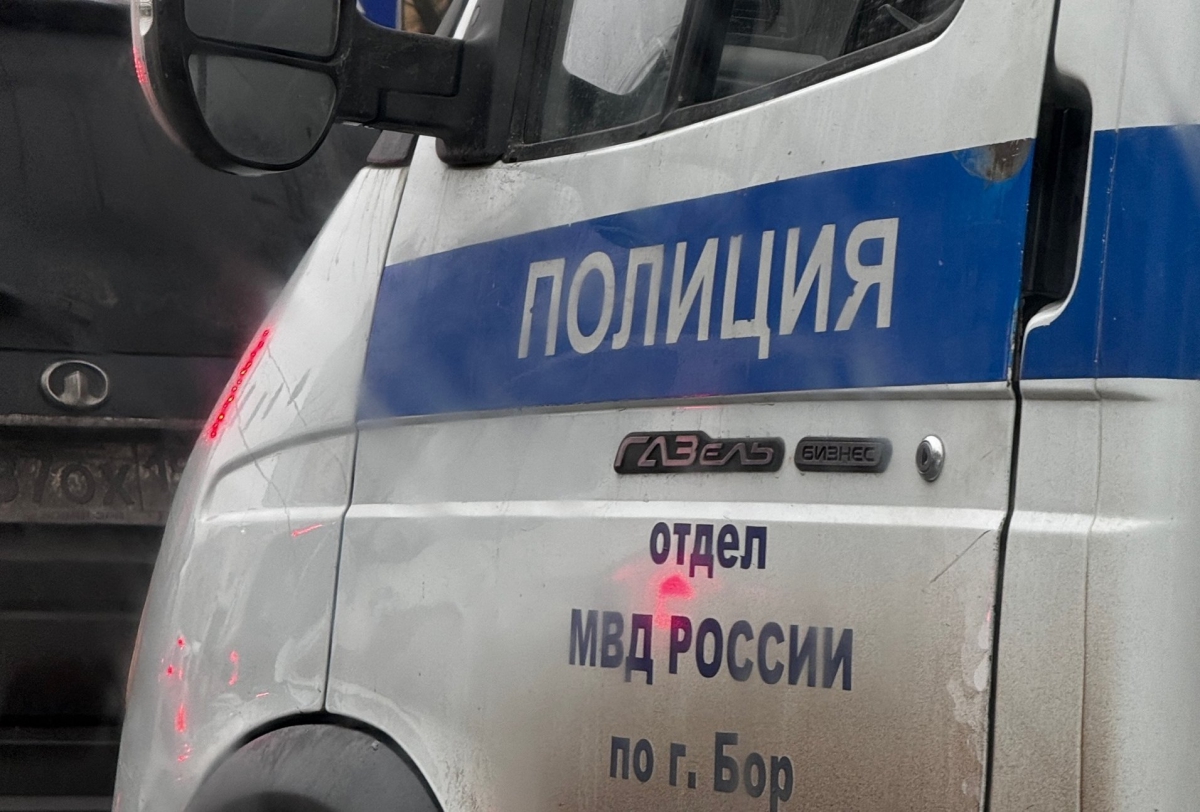 ПОЛИЦИЯ
ГАЗель БИЗНЕС
отдел
МВД РОССИИ
по г. Бор